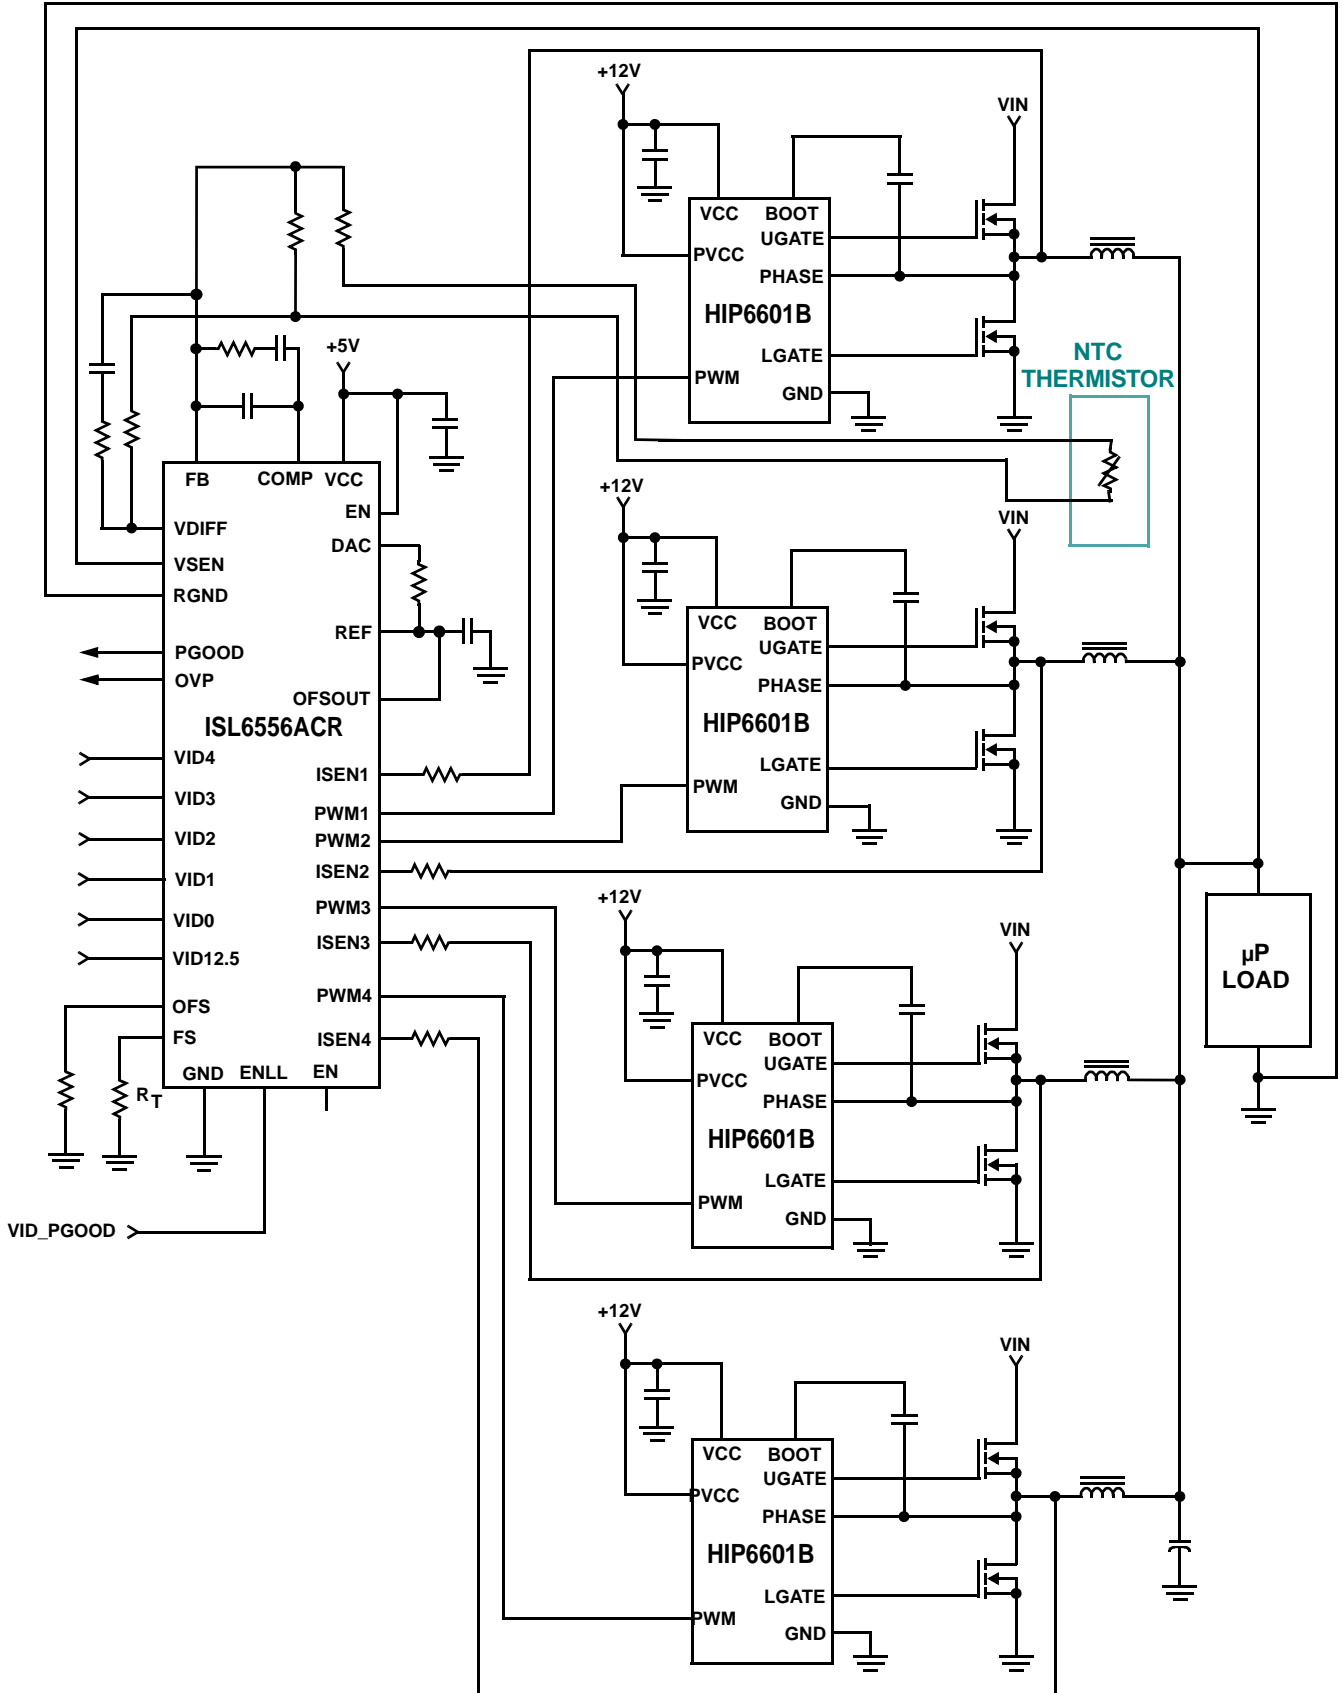 +12V
VIN
VCC BOOT
UGATE
PVCC
PHASE
HIP6601B
LGATE
PWM
GND
NTC
THERMISTOR
+5V
FB COMP VCC
EN
VDIFF
DAC
VSEN
RGND
REF
PGOOD
OVP
OFSOUT
ISL6556ACR
VID4
ISEN1
VID3
PWM1
VID2
PWM2
VID1
ISEN2
VID0
PWM3
ISEN3
VID12.5
PWM4
OFS
FS
ISEN4
GND ENLL EN
RT
VID_PGOOD
+12V
VIN
VCC BOOT
UGATE
PVCC
PHASE
HIP6601B
LGATE
PWM
GND
+12V
VIN
µP
LOAD
VCC BOOT
UGATE
PVCC
PHASE
HIP6601B
LGATE
PWM
GND
+12V
VIN
VCC BOOT
UGATE
PVCC
PHASE
HIP6601B
LGATE
PWM
GND